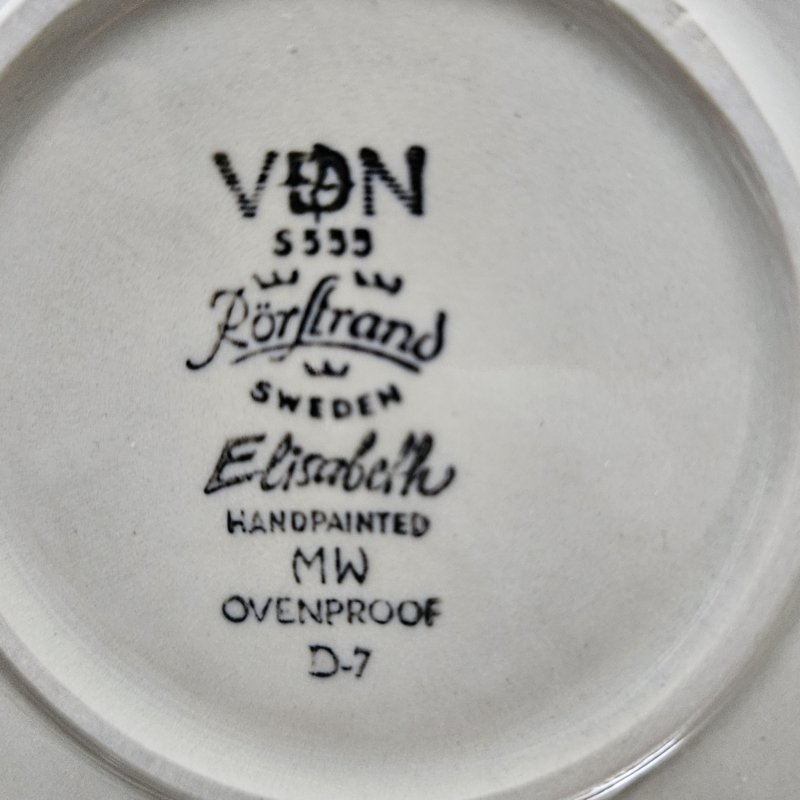 VDN
S555
Rörstrand
SWEDEN
Elisabeth
HANDPAINTED
MW
OVENPROOF
D-7